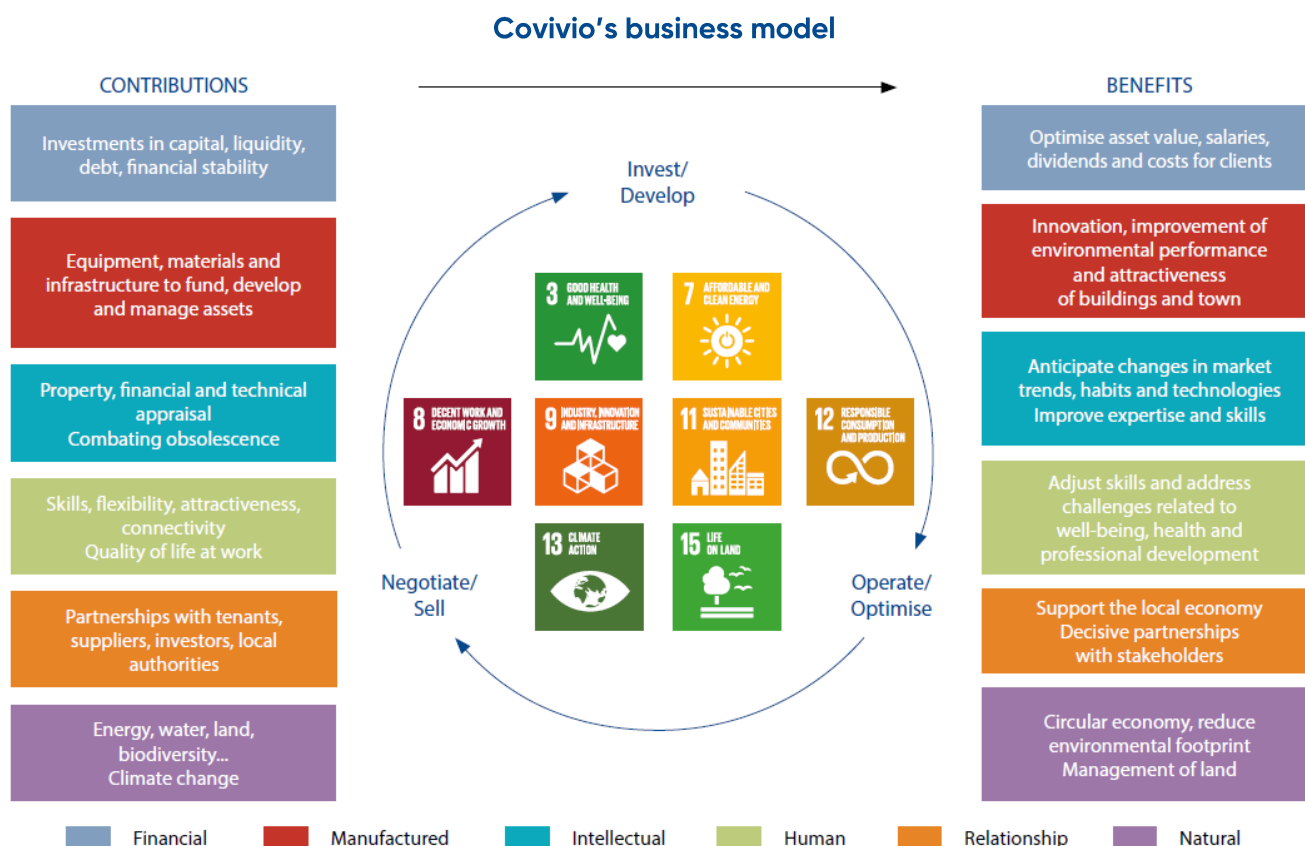 Covivio's business model
CONTRIBUTIONS
BENEFITS
Investments in capital, liquidity,
debt, financial stability
Equipment, materials and
infrastructure to fund, develop
and manage assets
Property, financial and technical
appraisal
Combating obsolescence
Skills, flexibility, attractiveness,
connectivity
Quality of life at work
Partnerships with tenants,
suppliers, investors, local
authorities
Energy, water, land,
biodiversity...
Climate change
Invest/
Develop
3 GOOD HEALTH
AND WELL-BEING
7 AFFORDABLE AND
CLEAN ENERGY
8 DECENT WORK AND
ECONOMIC GROWTH
9 INDUSTRY, INNOVATION
AND INFRASTRUCTURE
11 SUSTAINABLE CITIES
AND COMMUNITIES
12 RESPONSIBLE
CONSUMPTION
AND PRODUCTION
13 CLIMATE
ACTION
15 LIFE
ON LAND
Negotiate/
Sell
Operate/
Optimise
Optimise asset value, salaries,
dividends and costs for clients
Innovation, improvement of
environmental performance
and attractiveness
of buildings and town
Anticipate changes in market
trends, habits and technologies
Improve expertise and skills
Adjust skills and address
challenges related to
well-being, health and
professional development
Support the local economy
Decisive partnerships
with stakeholders
Circular economy, reduce
environmental footprint
Management of land
Financial
Manufactured
Intellectual
Human
Relationship
Natural